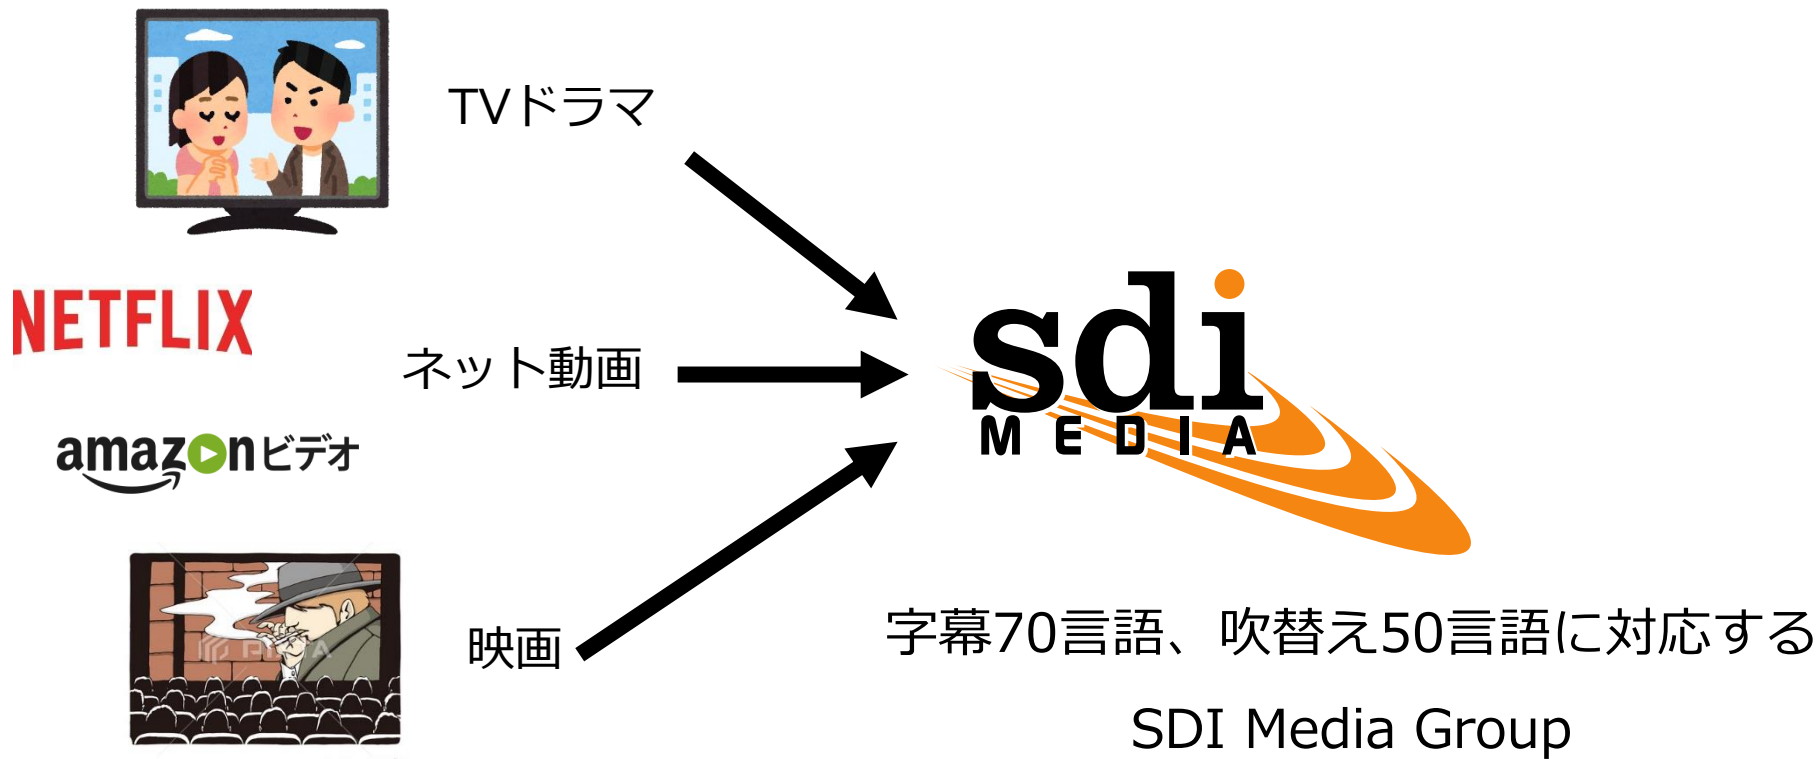 TVドラマ
NETFLIX
ネット動画
amazonビデオ
映画
sdi
MEDIA
字幕70言語、吹替え50言語に対応する
SDI Media Group